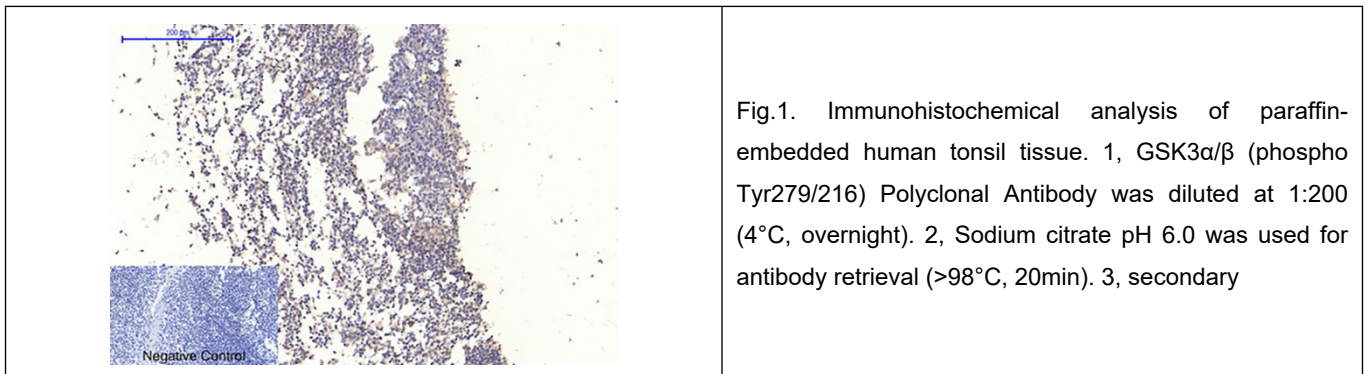 200 μm
Negative Control
Fig.1. Immunohistochemical analysis of paraffin-
embedded human tonsil tissue. 1, GSK3α/β (phospho
Tyr279/216) Polyclonal Antibody was diluted at 1:200
(4°C, overnight). 2, Sodium citrate pH 6.0 was used for
antibody retrieval (>98°C, 20min). 3, secondary